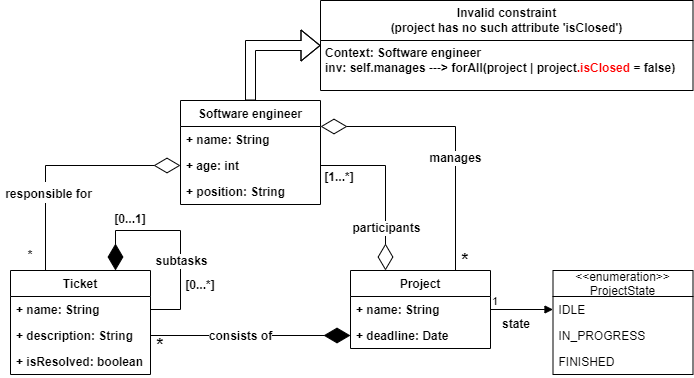 Invalid constraint
(project has no such attribute 'isClosed')
Context: Software engineer
inv: self.manages ---> forAll(project | project.isClosed = false)
Software engineer
+ name: String
+ age: int
+ position: String
manages
[1...*]
responsible for
*
[0...1]
subtasks
[0...*]
participants
*
Ticket
+ name: String
+ description: String
+ isResolved: boolean
*
consists of
Project
+ name: String
+ deadline: Date
1
state
<<enumeration>>
ProjectState
IDLE
IN_PROGRESS
FINISHED